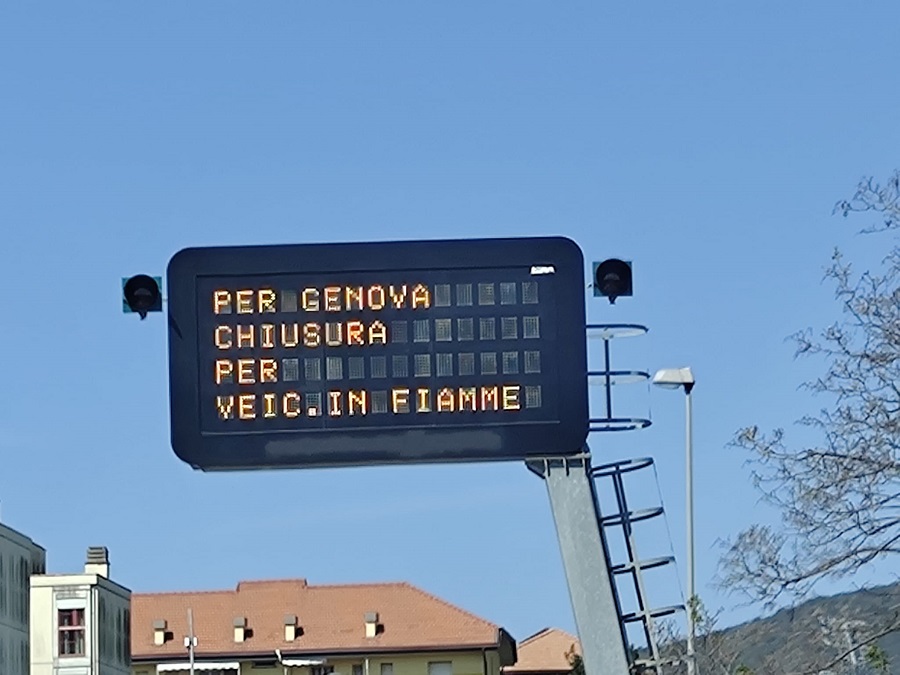 PER GENOVA
CHIUSURA
PER
VEIC.IN FIAMME